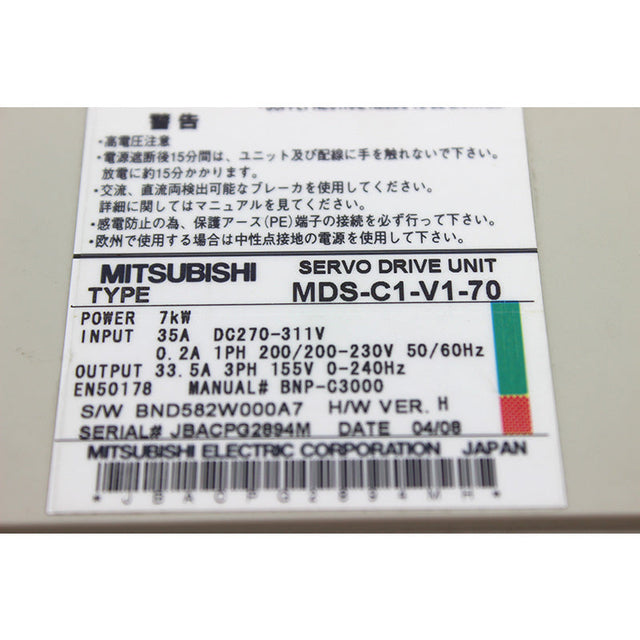 警告
・高電圧注意
・電源遮断後15分間は、ユニット及び配線に手を触れないで下さい。
放電に約15分かかります。
・交流、直流両検出可能なブレーカを使用してください。
詳細に関してはマニュアルを見てください。
・感電防止の為、保護アース(PE)端子の接続を必ず行って下さい。
・欧州で使用する場合は中性点接地の電源を使用してください。
MITSUBISHI SERVO DRIVE UNIT
TYPE MDS-C1-V1-70
POWER 7kW
INPUT 35A DC270-311V
0.2A 1PH 200/200-230V 50/60Hz
OUTPUT 33.5A 3PH 155V 0-240Hz
EN50178 MANUAL# BNP-C3000
S/W BND582W000A7 H/W VER. H
SERIAL# JBACPG2894M DATE 04/08
MITSUBISHI ELECTRIC CORPORATION JAPAN
*JBACPG2894MH*